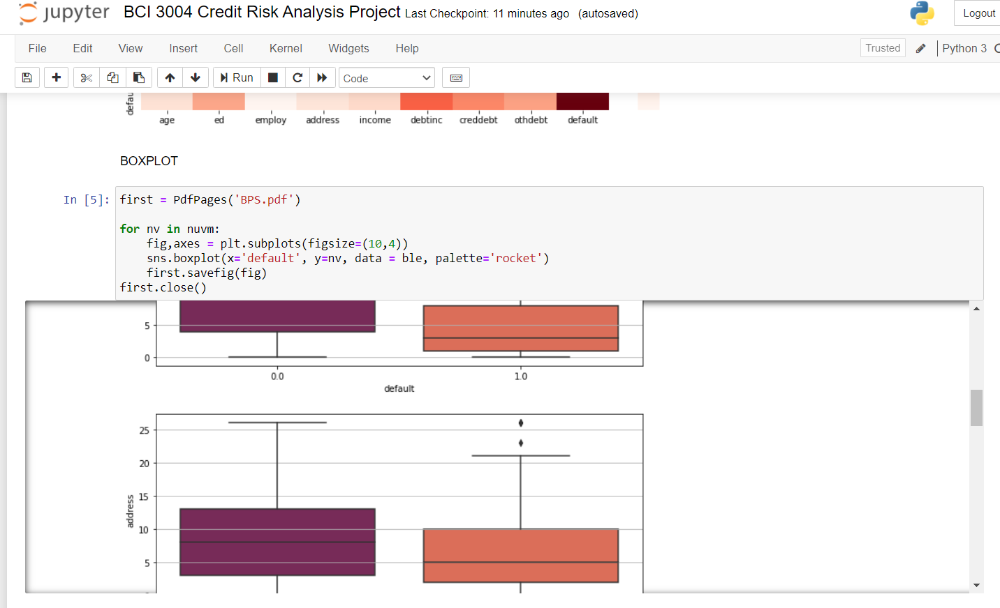 jupyter BCI 3004 Credit Risk Analysis Project Last Checkpoint: 11 minutes ago (autosaved) Logout
File Edit View Insert Cell Kernel Widgets Help Trusted Python 3
Run Code
age ed employ address income debtinc creddebt othdebt default
BOXPLOT
In [5]: first = PdfPages('BPS.pdf')
for nv in nuvm:
fig,axes = plt.subplots(figsize=(10,4))
sns.boxplot(x='default', y=nv, data = ble, palette='rocket')
first.savefig(fig)
first.close()
5
0
0.0 1.0
default
25
20
15
address
10
5